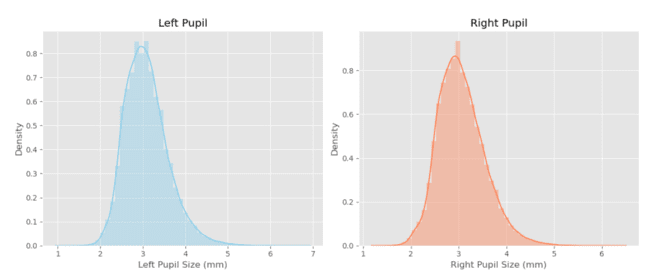 Left Pupil
Density
0.8
0.7
0.6
0.5
0.4
0.3
0.2
0.1
0.0
1 2 3 4 5 6 7
Left Pupil Size (mm)
Right Pupil
Density
0.8
0.6
0.4
0.2
0.0
1 2 3 4 5 6
Right Pupil Size (mm)